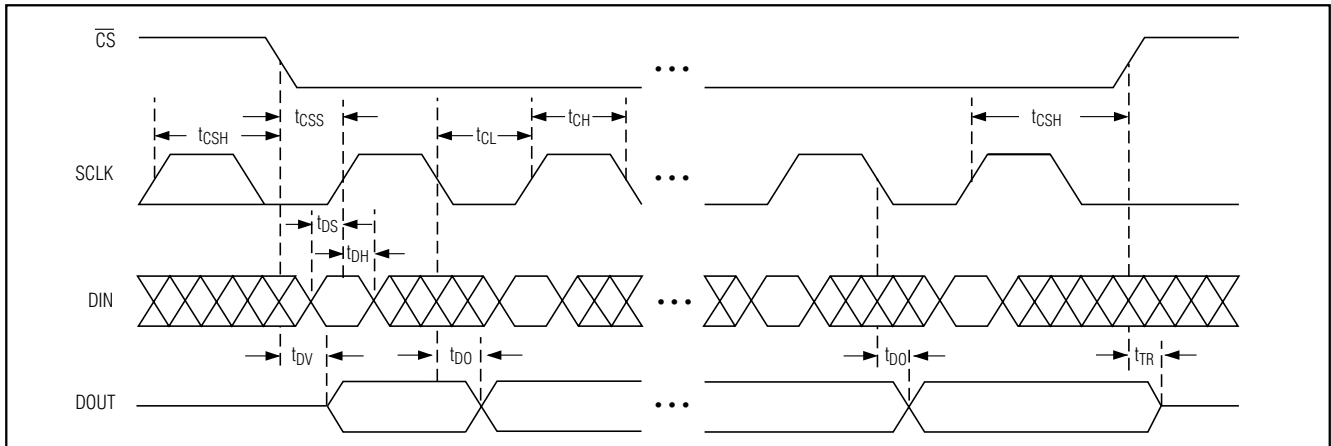 CS
• • •
tCSS
tCH
tCSH
tCL
tCSH
SCLK
• • •
tDS
tDH
DIN
• • •
tDV
tDO
tDO
tTR
DOUT
• • •